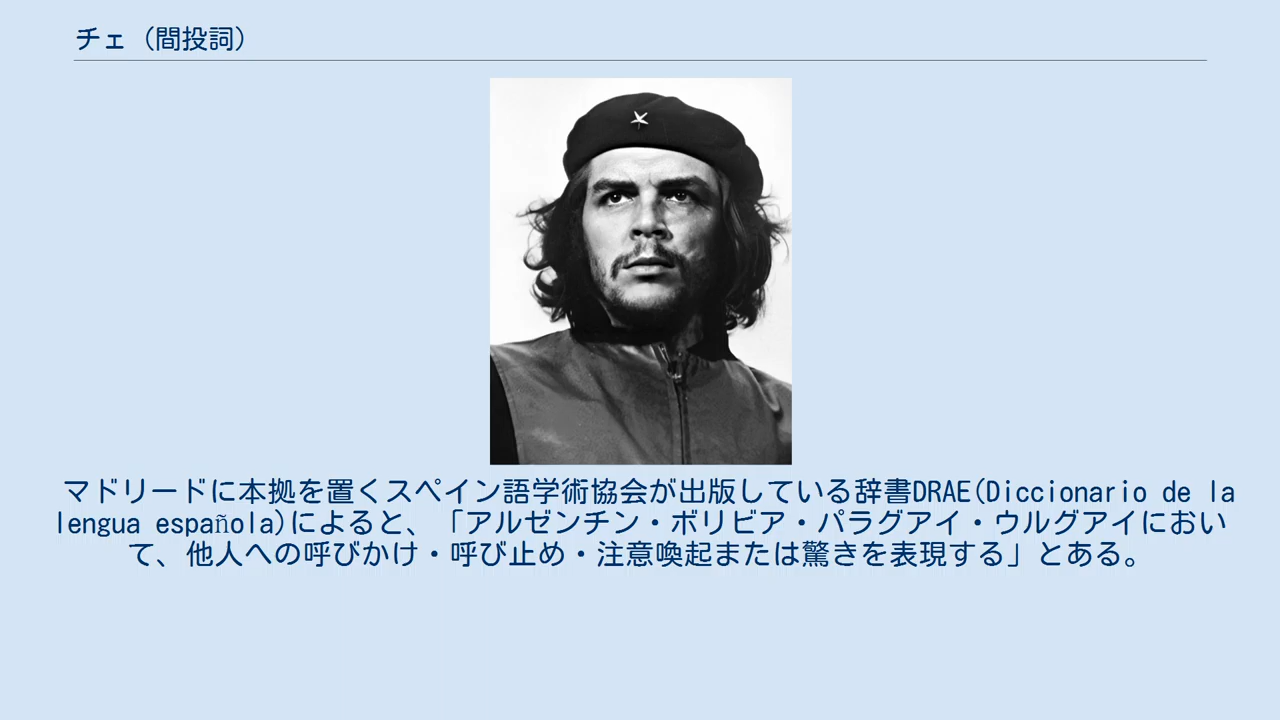 チェ（間投詞）
マドリードに本拠を置くスペイン語学術協会が出版している辞書DRAE(Diccionario de la
lengua española)によると、「アルゼンチン・ボリビア・パラグアイ・ウルグアイにおい
て、他人への呼びかけ・呼び止め・注意喚起または驚きを表現する」とある。